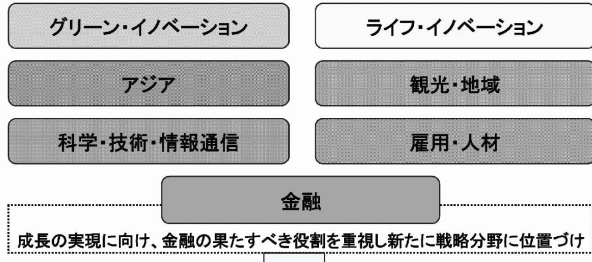 グリーン・イノベーション
ライフ・イノベーション
アジア
観光・地域
科学・技術・情報通信
雇用・人材
金融
成長の実現に向け、金融の果たすべき役割を重視し新たに戦略分野に位置づけ